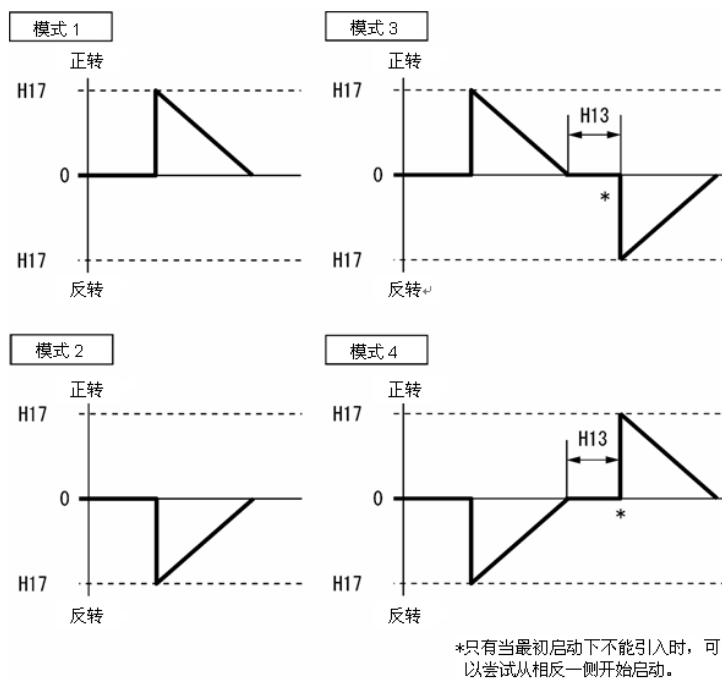 模式 1
正转
H17
0
H17
反转
模式 3
正转
H17
H13
0
*
H17
反转↵
模式 2
正转
H17
0
H17
反转
模式 4
正转
H17
H13
0
*
H17
反转
*只有当最初启动下不能引入时，可
以尝试从相反一侧开始启动。